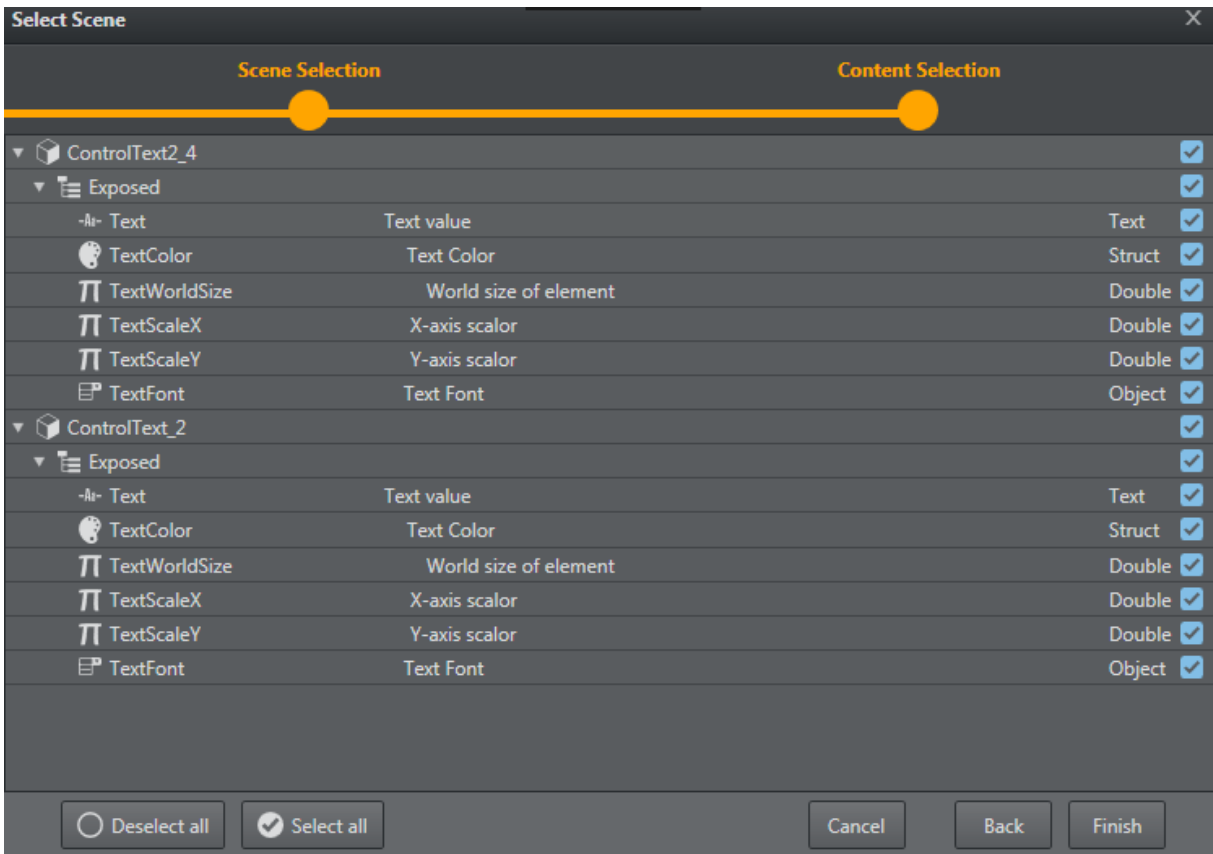 Select Scene
Scene Selection Content Selection
ControlText2_4
Exposed
Text Text value Text
TextColor Text Color Struct
TextWorldSize World size of element Double
TextScaleX X-axis scalor Double
TextScaleY Y-axis scalor Double
TextFont Text Font Object
ControlText_2
Exposed
Text Text value Text
TextColor Text Color Struct
TextWorldSize World size of element Double
TextScaleX X-axis scalor Double
TextScaleY Y-axis scalor Double
TextFont Text Font Object
Deselect all Select all Cancel Back Finish